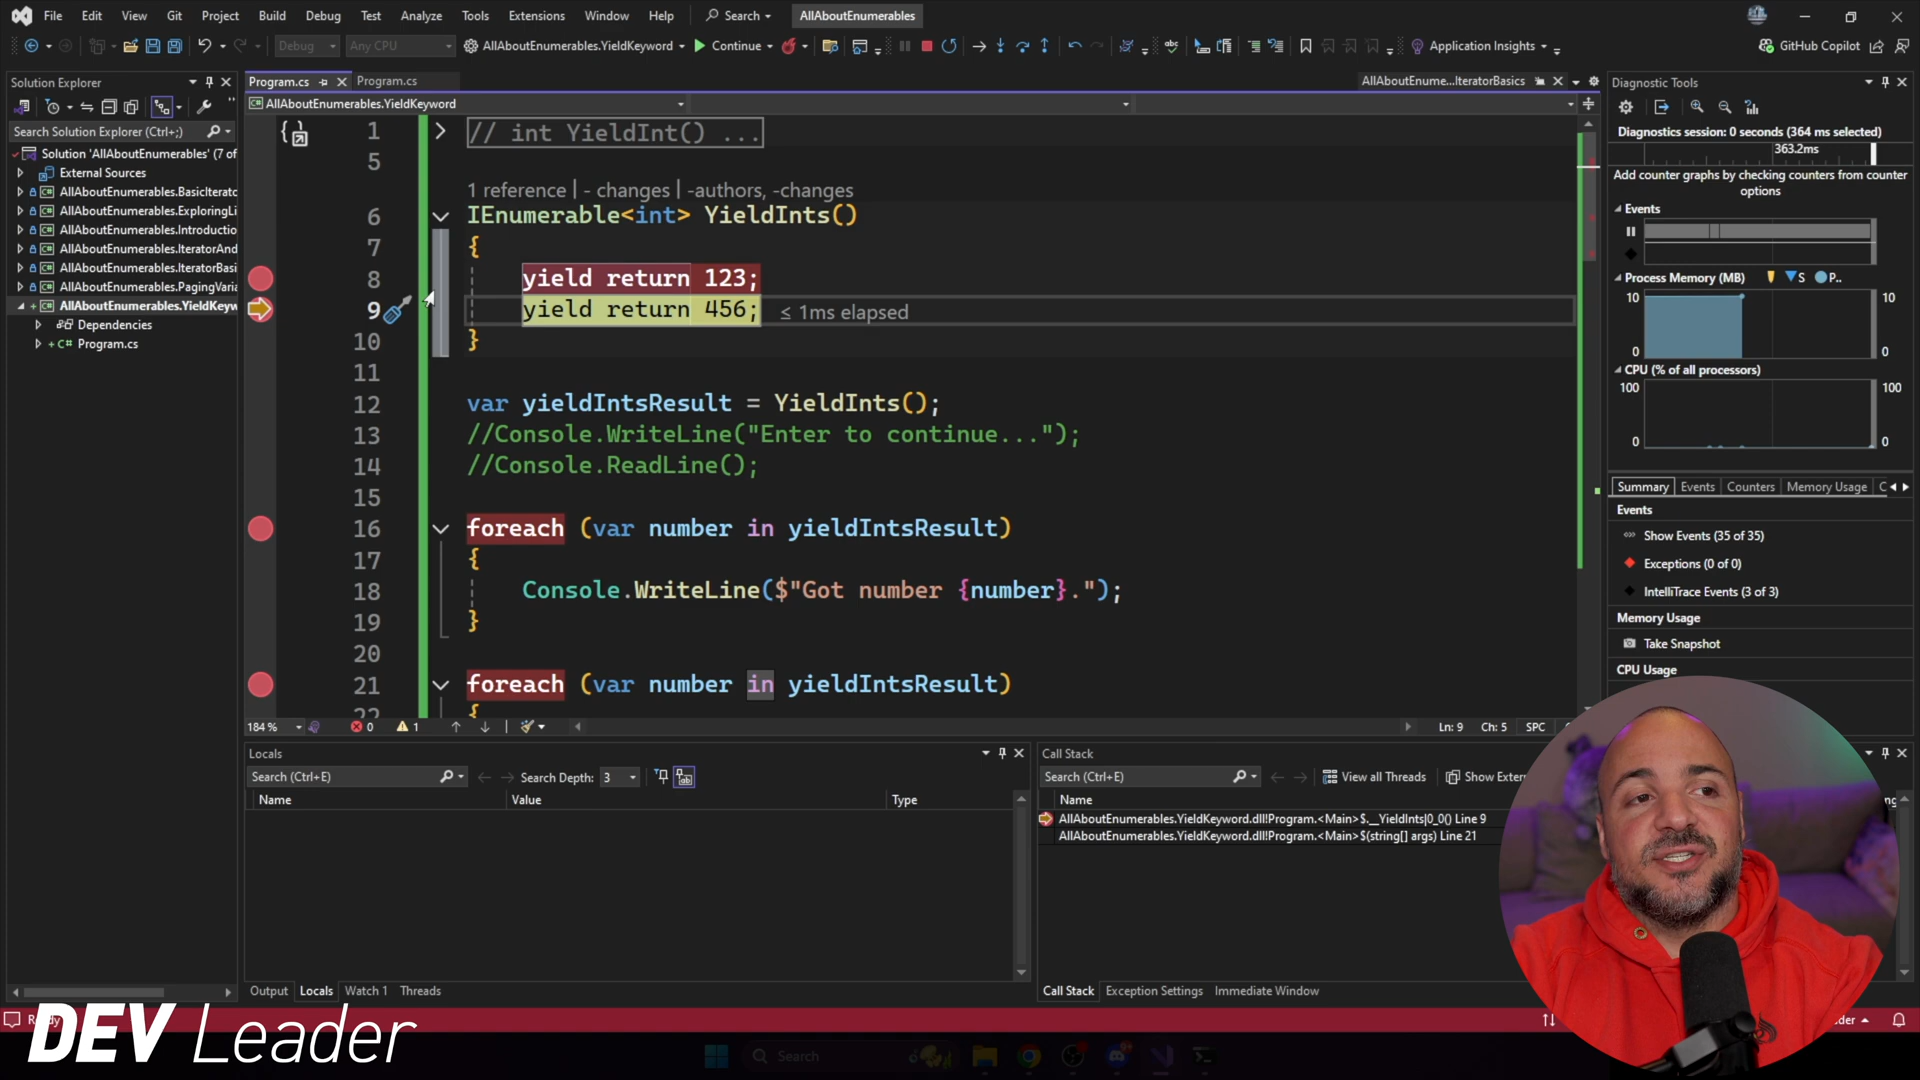 File Edit View Git Project Build Debug Test Analyze Tools Extensions Window Help Search AllAboutEnumerables
Debug Any CPU AllAboutEnumerables.YieldKeyword Continue Application Insights GitHub Copilot
Solution Explorer
Search Solution Explorer (Ctrl+;)
Solution 'AllAboutEnumerables' (7 of
External Sources
AllAboutEnumerables.BasicIterato
AllAboutEnumerables.ExploringLi
AllAboutEnumerables.Introductio
AllAboutEnumerables.IteratorAnd
AllAboutEnumerables.IteratorBasi
AllAboutEnumerables.PagingVaria
AllAboutEnumerables.YieldKeyw
Dependencies
Program.cs
Program.cs Program.cs AllAboutEnume...IteratorBasics
AllAboutEnumerables.YieldKeyword
1 // int YieldInt() ...
5
1 reference | - changes | -authors, -changes
6 IEnumerable<int> YieldInts()
7 {
8 yield return 123;
9 yield return 456; ≤ 1ms elapsed
10 }
11
12 var yieldIntsResult = YieldInts();
13 //Console.WriteLine("Enter to continue...");
14 //Console.ReadLine();
15
16 foreach (var number in yieldIntsResult)
17 {
18 Console.WriteLine($"Got number {number}.");
19 }
20
21 foreach (var number in yieldIntsResult)
22 {
184 % 0 1 Ln: 9 Ch: 5 SPC
Diagnostic Tools
Diagnostics session: 0 seconds (364 ms selected)
363.2ms
Add counter graphs by checking counters from counter
options
Events
Process Memory (MB) S P..
10 10
0 0
CPU (% of all processors)
100 100
0 0
Summary Events Counters Memory Usage C
Events
Show Events (35 of 35)
Exceptions (0 of 0)
IntelliTrace Events (3 of 3)
Memory Usage
Take Snapshot
CPU Usage
Locals
Search (Ctrl+E) Search Depth: 3
Name Value Type
Output Locals Watch 1 Threads
Call Stack
Search (Ctrl+E) View all Threads Show Extern
Name
AllAboutEnumerables.YieldKeyword.dll!Program.<Main>$.__YieldInts|0_0() Line 9
AllAboutEnumerables.YieldKeyword.dll!Program.<Main>$(string[] args) Line 21
Call Stack Exception Settings Immediate Window
DEV Leader
Search